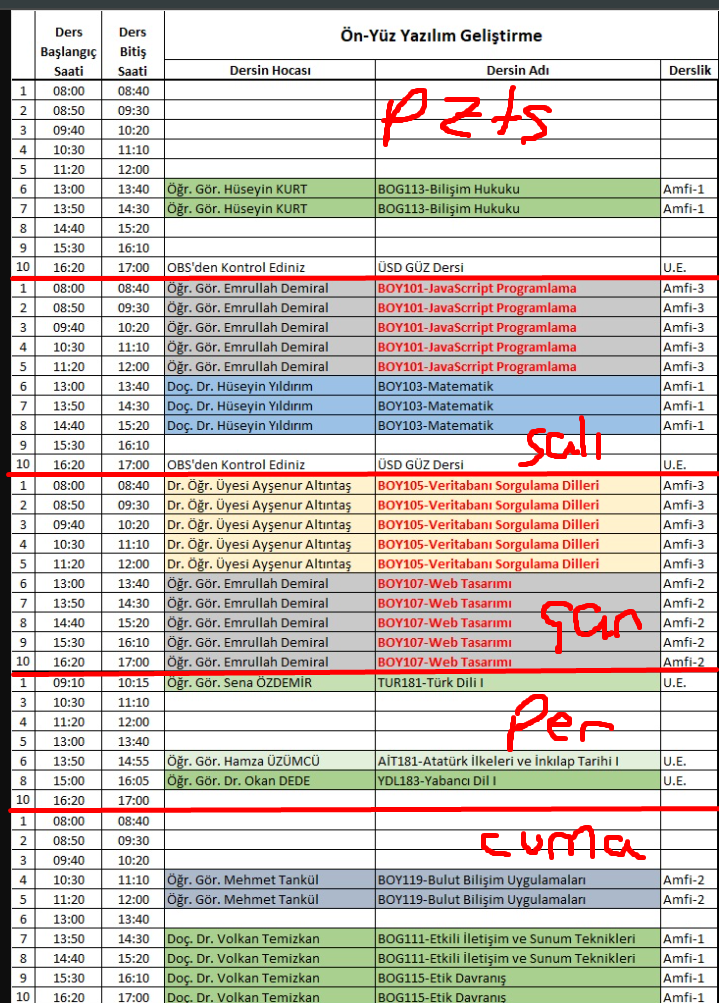 Ders Başlangıç Saati Ders Bitiş Saati Ön-Yüz Yazılım Geliştirme
Dersin Hocası Dersin Adı Derslik
1 08:00 08:40
2 08:50 09:30
3 09:40 10:20
4 10:30 11:10
5 11:20 12:00
pzts
6 13:00 13:40 Öğr. Gör. Hüseyin KURT BOG113-Bilişim Hukuku Amfi-1
7 13:50 14:30 Öğr. Gör. Hüseyin KURT BOG113-Bilişim Hukuku Amfi-1
8 14:40 15:20
9 15:30 16:10
10 16:20 17:00 OBS'den Kontrol Ediniz ÜSD GÜZ Dersi U.E.
1 08:00 08:40 Öğr. Gör. Emrullah Demiral BOY101-JavaScrript Programlama Amfi-3
2 08:50 09:30 Öğr. Gör. Emrullah Demiral BOY101-JavaScrript Programlama Amfi-3
3 09:40 10:20 Öğr. Gör. Emrullah Demiral BOY101-JavaScrript Programlama Amfi-3
4 10:30 11:10 Öğr. Gör. Emrullah Demiral BOY101-JavaScrript Programlama Amfi-3
5 11:20 12:00 Öğr. Gör. Emrullah Demiral BOY101-JavaScrript Programlama Amfi-3
6 13:00 13:40 Doç. Dr. Hüseyin Yıldırım BOY103-Matematik Amfi-1
7 13:50 14:30 Doç. Dr. Hüseyin Yıldırım BOY103-Matematik Amfi-1
8 14:40 15:20 Doç. Dr. Hüseyin Yıldırım BOY103-Matematik Amfi-1
9 15:30 16:10
salı
10 16:20 17:00 OBS'den Kontrol Ediniz ÜSD GÜZ Dersi U.E.
1 08:00 08:40 Dr. Öğr. Üyesi Ayşenur Altıntaş BOY105-Veritabanı Sorgulama Dilleri Amfi-3
2 08:50 09:30 Dr. Öğr. Üyesi Ayşenur Altıntaş BOY105-Veritabanı Sorgulama Dilleri Amfi-3
3 09:40 10:20 Dr. Öğr. Üyesi Ayşenur Altıntaş BOY105-Veritabanı Sorgulama Dilleri Amfi-3
4 10:30 11:10 Dr. Öğr. Üyesi Ayşenur Altıntaş BOY105-Veritabanı Sorgulama Dilleri Amfi-3
5 11:20 12:00 Dr. Öğr. Üyesi Ayşenur Altıntaş BOY105-Veritabanı Sorgulama Dilleri Amfi-3
6 13:00 13:40 Öğr. Gör. Emrullah Demiral BOY107-Web Tasarımı Amfi-2
7 13:50 14:30 Öğr. Gör. Emrullah Demiral BOY107-Web Tasarımı Amfi-2
8 14:40 15:20 Öğr. Gör. Emrullah Demiral BOY107-Web Tasarımı Amfi-2
çar
9 15:30 16:10 Öğr. Gör. Emrullah Demiral BOY107-Web Tasarımı Amfi-2
10 16:20 17:00 Öğr. Gör. Emrullah Demiral BOY107-Web Tasarımı Amfi-2
1 09:10 10:15 Öğr. Gör. Sena ÖZDEMİR TUR181-Türk Dili I U.E.
3 10:30 11:10
4 11:20 12:00
5 13:00 13:40
per
6 13:50 14:55 Öğr. Gör. Hamza ÜZÜMCÜ AİT181-Atatürk İlkeleri ve İnkılap Tarihi I U.E.
8 15:00 16:05 Öğr. Gör. Dr. Okan DEDE YDL183-Yabancı Dil I U.E.
10 16:20 17:00
1 08:00 08:40
2 08:50 09:30
cuma
3 09:40 10:20
4 10:30 11:10 Öğr. Gör. Mehmet Tankül BOY119-Bulut Bilişim Uygulamaları Amfi-2
5 11:20 12:00 Öğr. Gör. Mehmet Tankül BOY119-Bulut Bilişim Uygulamaları Amfi-2
6 13:00 13:40
7 13:50 14:30 Doç. Dr. Volkan Temizkan BOG111-Etkili İletişim ve Sunum Teknikleri Amfi-1
8 14:40 15:20 Doç. Dr. Volkan Temizkan BOG111-Etkili İletişim ve Sunum Teknikleri Amfi-1
9 15:30 16:10 Doç. Dr. Volkan Temizkan BOG115-Etik Davranış Amfi-1
10 16:20 17:00 Doç. Dr. Volkan Temizkan BOG115-Etik Davranış Amfi-1